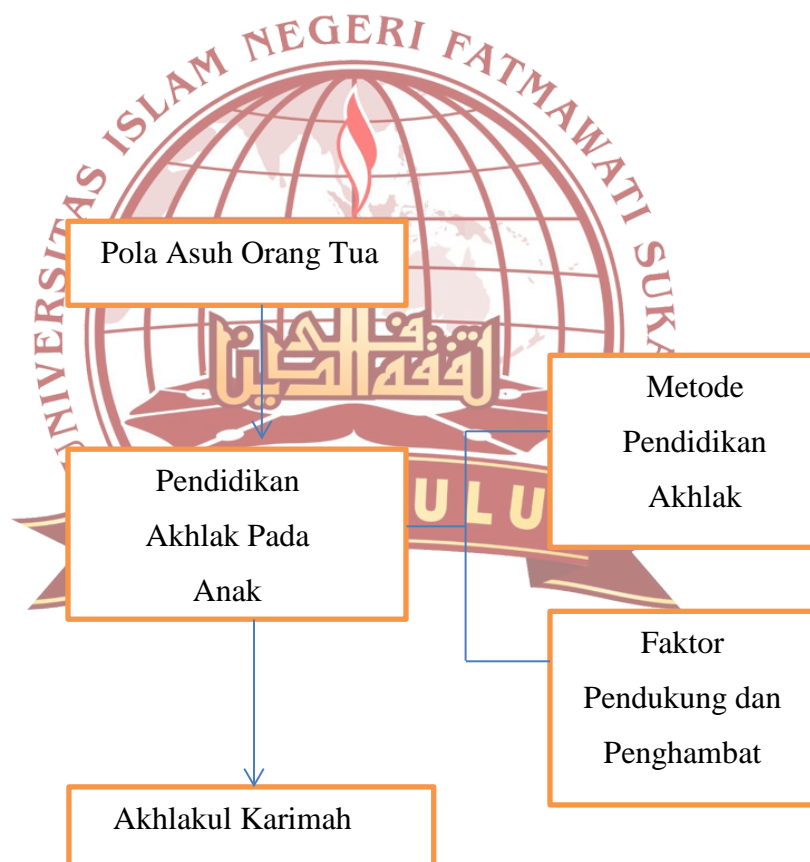 UNIVERSITAS ISLAM NEGERI FATMAWATI SUKA
Pola Asuh Orang Tua
Metode
Pendidikan
Akhlak
Pendidikan
Akhlak Pada
Anak
ULU
Faktor
Pendukung dan
Penghambat
Akhlakul Karimah